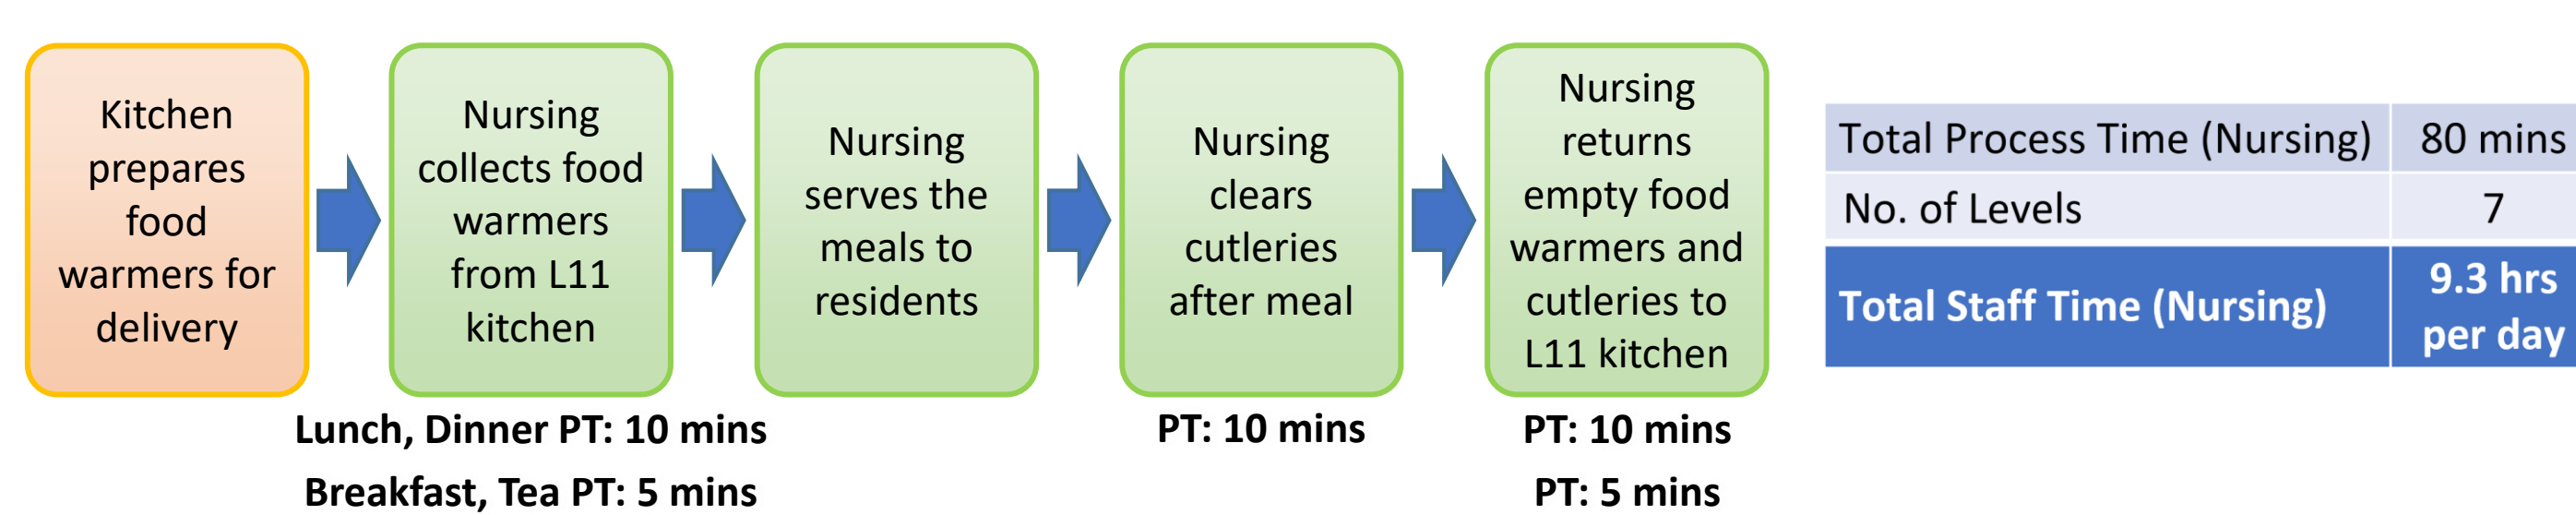 Kitchen
prepares
food
warmers for
delivery
Nursing
collects food
warmers
from L11
kitchen
Nursing
serves the
meals to
residents
Nursing
clears
cutleries
after meal
Nursing
returns
empty food
warmers and
cutleries to
L11 kitchen
Lunch, Dinner PT: 10 mins
Breakfast, Tea PT: 5 mins
PT: 10 mins
PT: 10 mins
PT: 5 mins
Total Process Time (Nursing) 80 mins
No. of Levels 7
Total Staff Time (Nursing) 9.3 hrs
per day